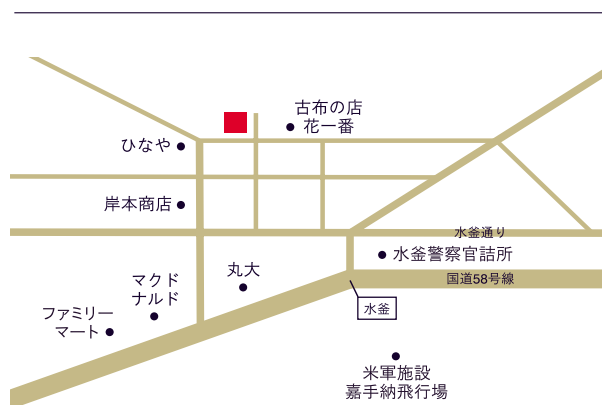 古布の店
花一番
ひなや
岸本商店
水釜通り
水釜警察官詰所
丸大
国道58号線
マクド
ナルド
ファミリー
マート
水釜
米軍施設
嘉手納飛行場